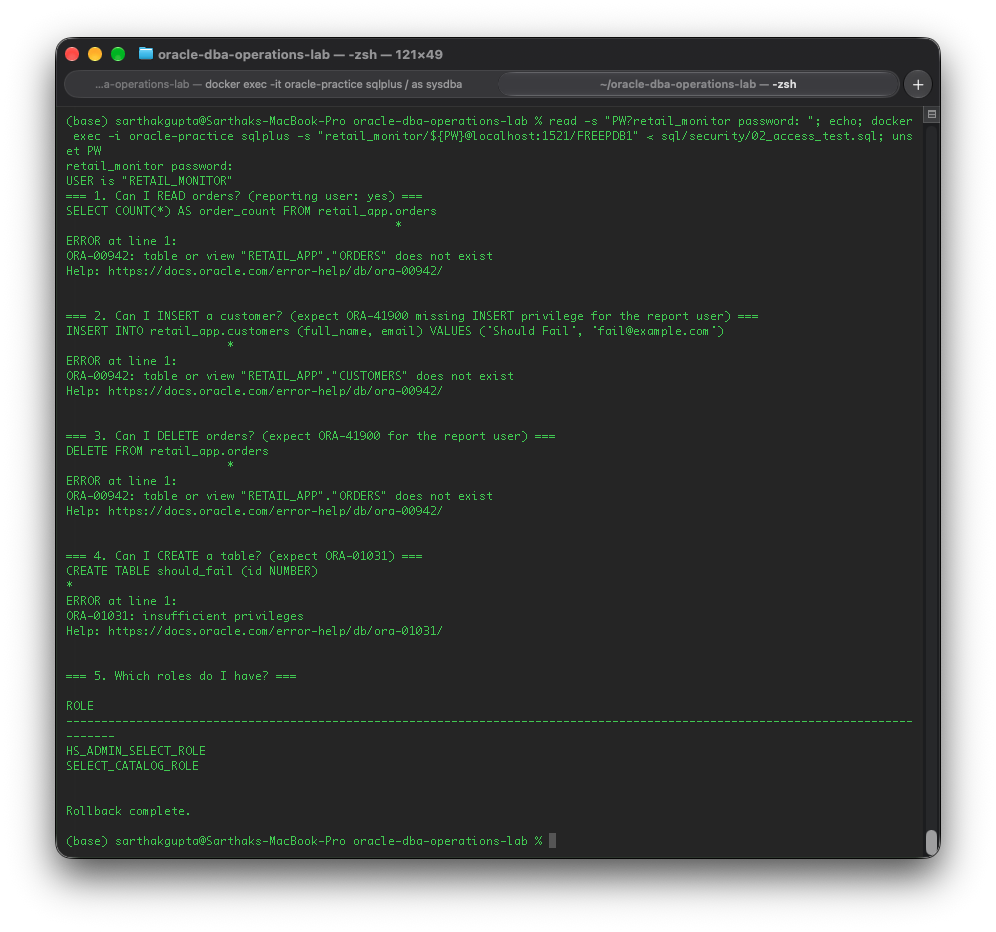 oracle-dba-operations-lab — -zsh — 121×49
...a-operations-lab — docker exec -it oracle-practice sqlplus / as sysdba
~/oracle-dba-operations-lab — -zsh
+
(base) sarthakgupta@Sarthaks-MacBook-Pro oracle-dba-operations-lab % read -s "PW?retail_monitor password: "; echo; docker
exec -i oracle-practice sqlplus -s "retail_monitor/${PW}@localhost:1521/FREEPDB1" < sql/security/02_access_test.sql; uns
et PW
retail_monitor password:
USER is "RETAIL_MONITOR"
=== 1. Can I READ orders? (reporting user: yes) ===
SELECT COUNT(*) AS order_count FROM retail_app.orders
*
ERROR at line 1:
ORA-00942: table or view "RETAIL_APP"."ORDERS" does not exist
Help: https://docs.oracle.com/error-help/db/ora-00942/
=== 2. Can I INSERT a customer? (expect ORA-41900 missing INSERT privilege for the report user) ===
INSERT INTO retail_app.customers (full_name, email) VALUES ('Should Fail', 'fail@example.com')
*
ERROR at line 1:
ORA-00942: table or view "RETAIL_APP"."CUSTOMERS" does not exist
Help: https://docs.oracle.com/error-help/db/ora-00942/
=== 3. Can I DELETE orders? (expect ORA-41900 for the report user) ===
DELETE FROM retail_app.orders
*
ERROR at line 1:
ORA-00942: table or view "RETAIL_APP"."ORDERS" does not exist
Help: https://docs.oracle.com/error-help/db/ora-00942/
=== 4. Can I CREATE a table? (expect ORA-01031) ===
CREATE TABLE should_fail (id NUMBER)
*
ERROR at line 1:
ORA-01031: insufficient privileges
Help: https://docs.oracle.com/error-help/db/ora-01031/
=== 5. Which roles do I have? ===
ROLE
-------------------------------------------------------------------------------------------------------------------------
-------
HS_ADMIN_SELECT_ROLE
SELECT_CATALOG_ROLE
Rollback complete.
(base) sarthakgupta@Sarthaks-MacBook-Pro oracle-dba-operations-lab %